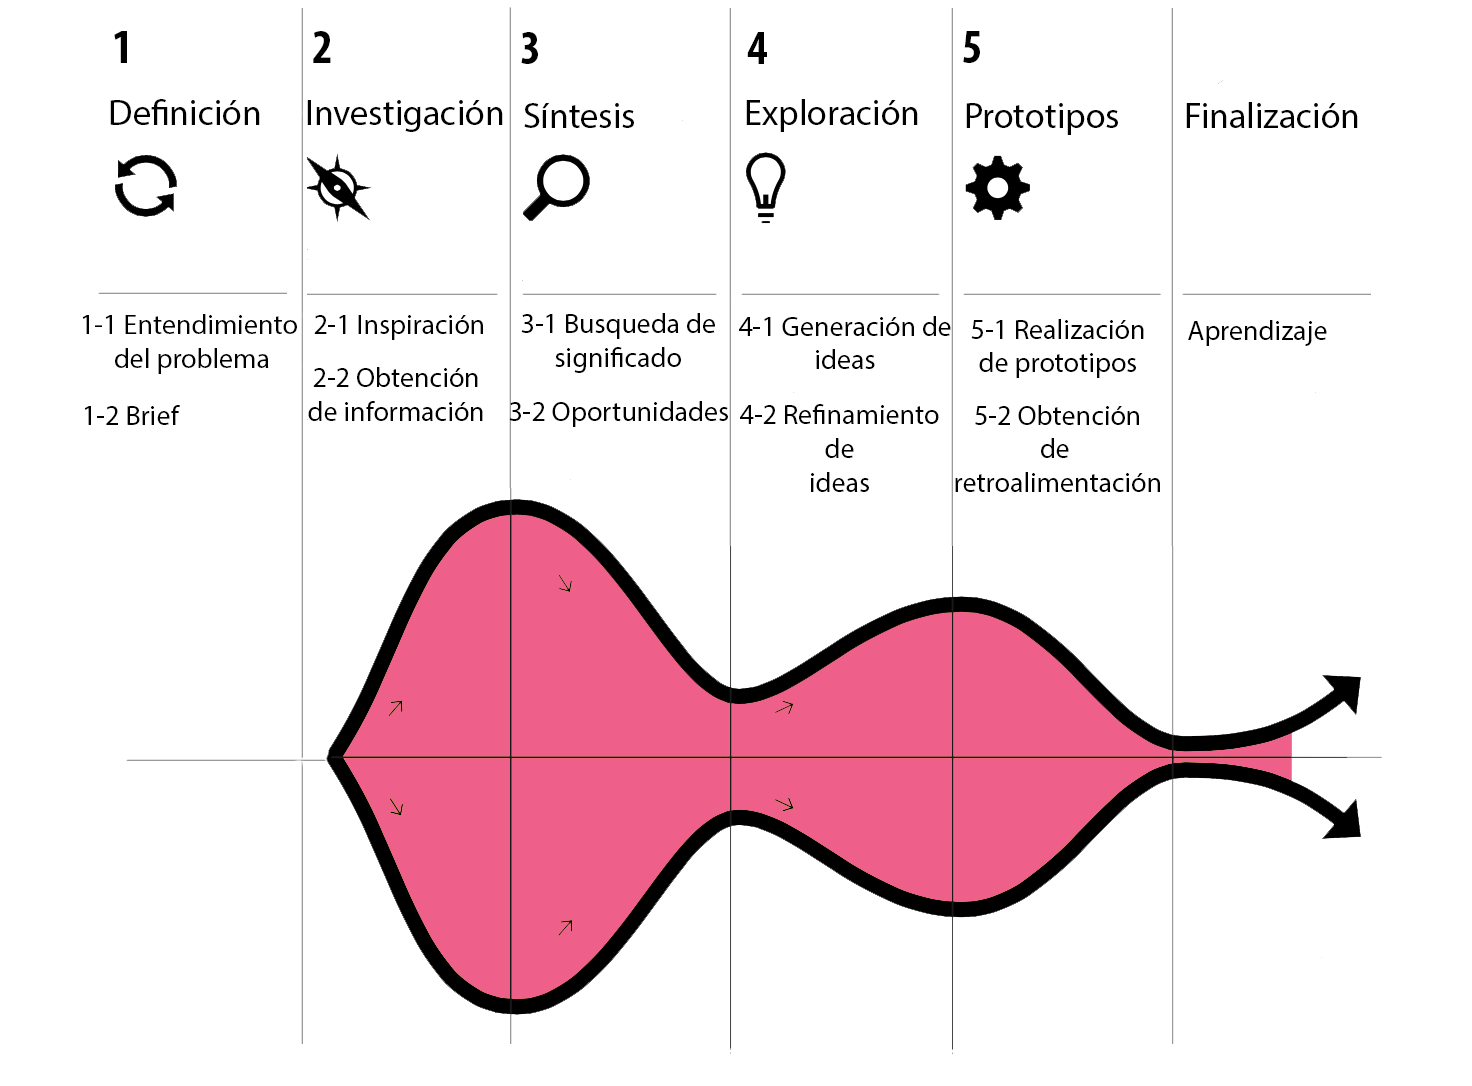 1
Definición
1-1 Entendimiento
del problema
1-2 Brief
2
Investigación
2-1 Inspiración
2-2 Obtención
de información
3
Síntesis
3-1 Busqueda de
significado
3-2 Oportunidades
4
Exploración
4-1 Generación de
ideas
4-2 Refinamiento
de
ideas
5
Prototipos
5-1 Realización
de prototipos
5-2 Obtención
de
retroalimentación
Finalización
Aprendizaje